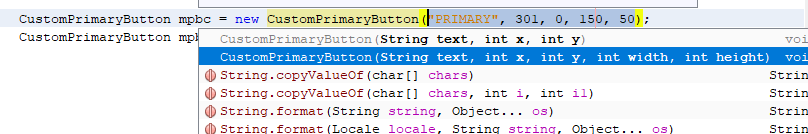 CustomPrimaryButton mpbc = new CustomPrimaryButton("PRIMARY", 301, 0, 150, 50);
CustomPrimaryButton mpb
CustomPrimaryButton(String text, int x, int y) voi
CustomPrimaryButton(String text, int x, int y, int width, int height) voi
String.copyValueOf(char[] chars) Strin
String.copyValueOf(char[] chars, int i, int i1) Strin
String.format(String string, Object... os) Strin
String.format(Locale locale, String string, Object... os) Strin